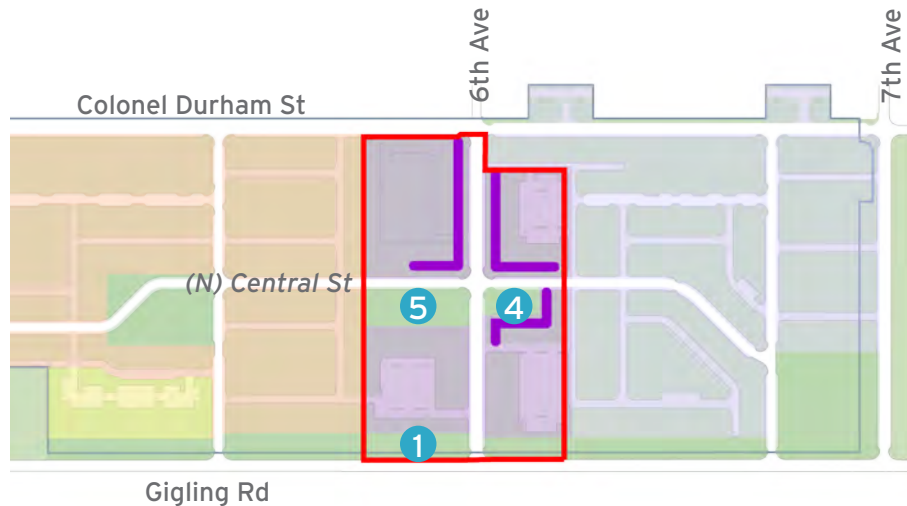 6th Ave
7th Ave
Colonel Durham St
(N) Central St
5
4
1
Gigling Rd